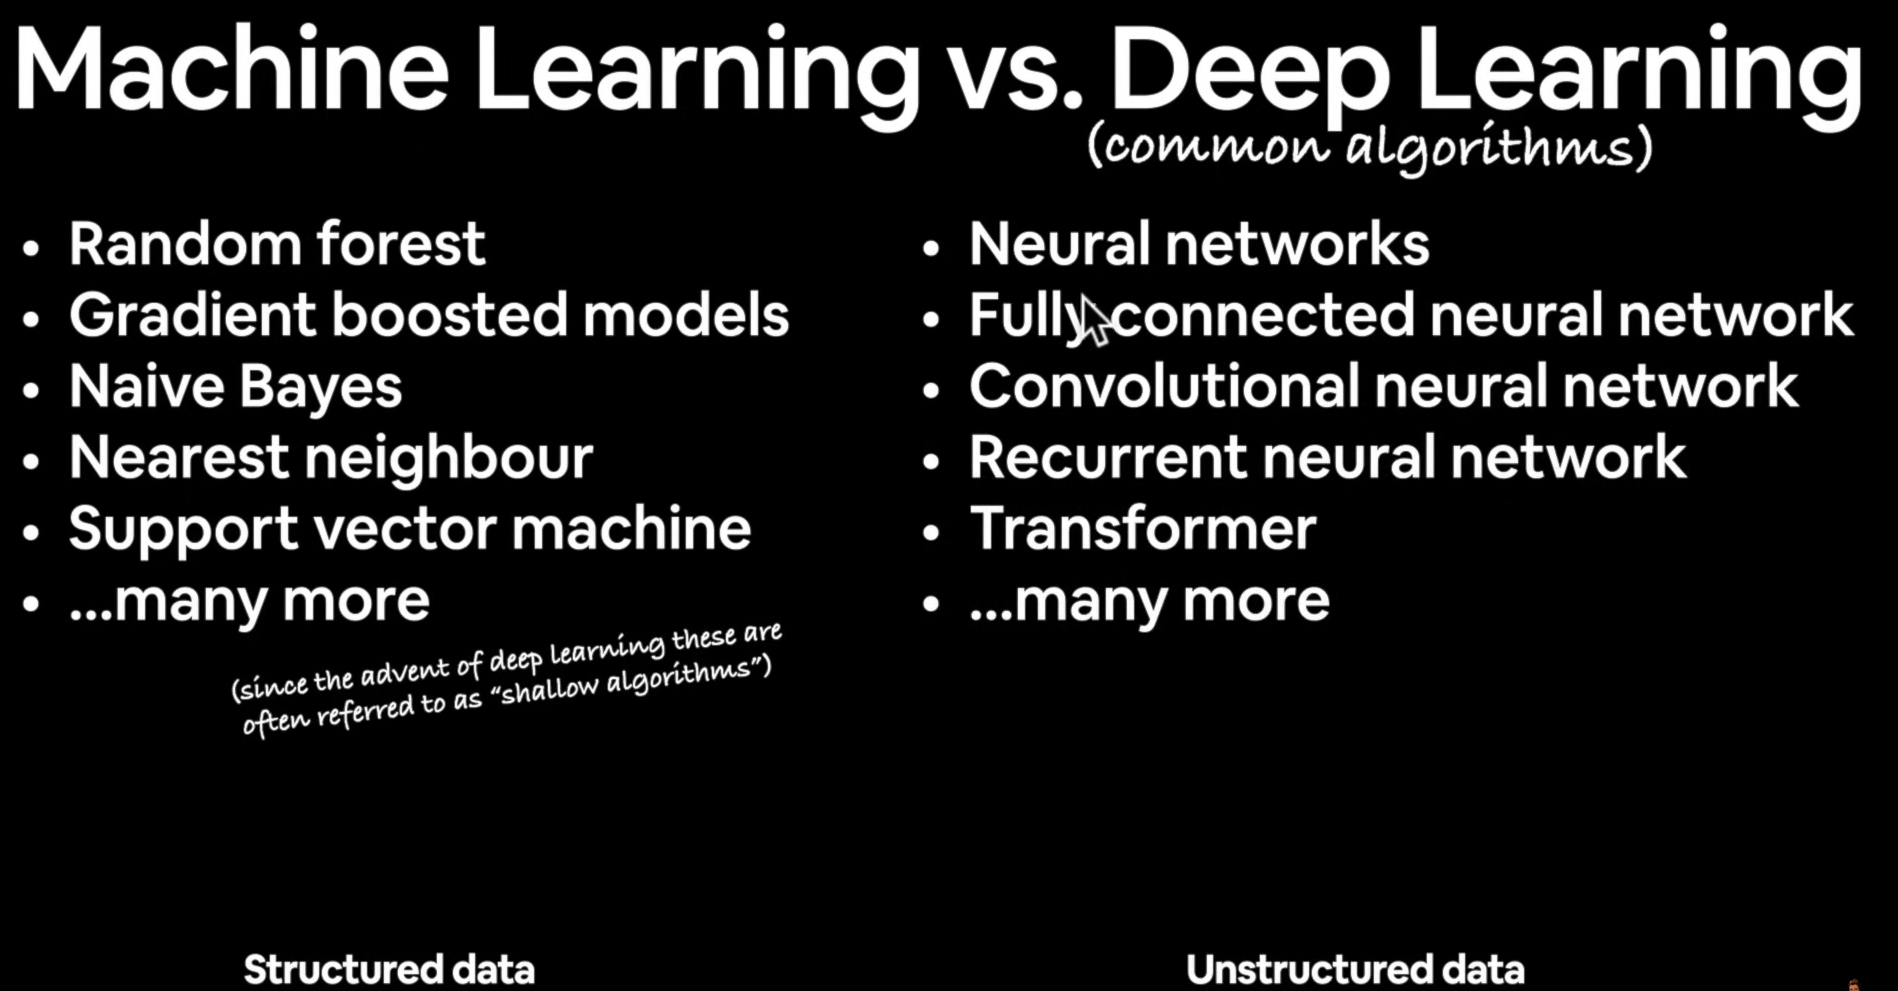 Machine Learning vs. Deep Learning
(common algorithms)
• Random forest
• Gradient boosted models
• Naive Bayes
• Nearest neighbour
• Support vector machine
• ...many more
(since the advent of deep learning these are
often referred to as “shallow algorithms”)
• Neural networks
• Fully connected neural network
• Convolutional neural network
• Recurrent neural network
• Transformer
• ...many more
Structured data
Unstructured data